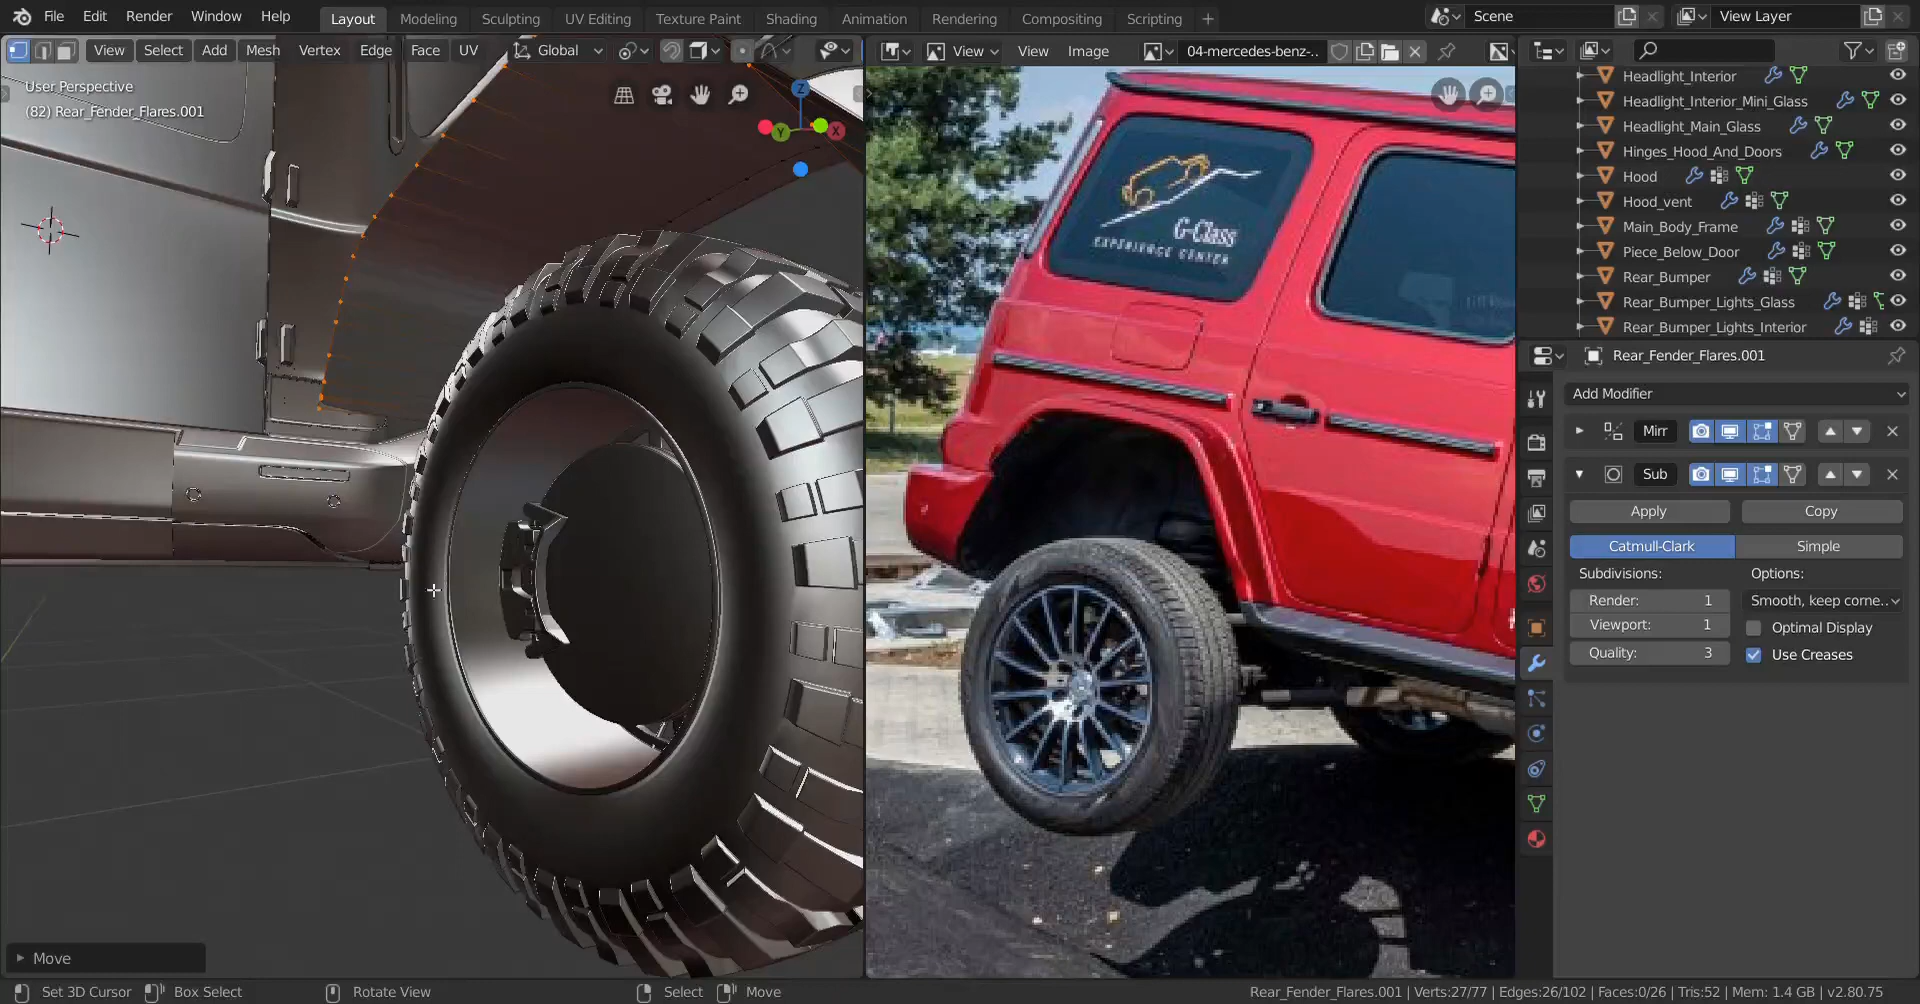 File Edit Render Window Help Layout Modeling Sculpting UV Editing Texture Paint Shading Animation Rendering Compositing Scripting + Scene View Layer
View Select Add Mesh Vertex Edge Face UV Global View View Image 04-mercedes-benz-..
User Perspective
(82) Rear_Fender_Flares.001
Z
Y
X
G-Class
EXPERIENCE CENTER
Headlight_Interior
Headlight_Interior_Mini_Glass
Headlight_Main_Glass
Hinges_Hood_And_Doors
Hood
Hood_vent
Main_Body_Frame
Piece_Below_Door
Rear_Bumper
Rear_Bumper_Lights_Glass
Rear_Bumper_Lights_Interior
Rear_Fender_Flares.001
Add Modifier
Mirr
Sub
Apply Copy
Catmull-Clark Simple
Subdivisions: Options:
Render: 1 Smooth, keep corne..
Viewport: 1 Optimal Display
Quality: 3 Use Creases
Move
Set 3D Cursor Box Select Rotate View Select Move Rear_Fender_Flares.001 | Verts:27/77 | Edges:26/102 | Faces:0/26 | Tris:52 | Mem: 1.4 GB | v2.80.75